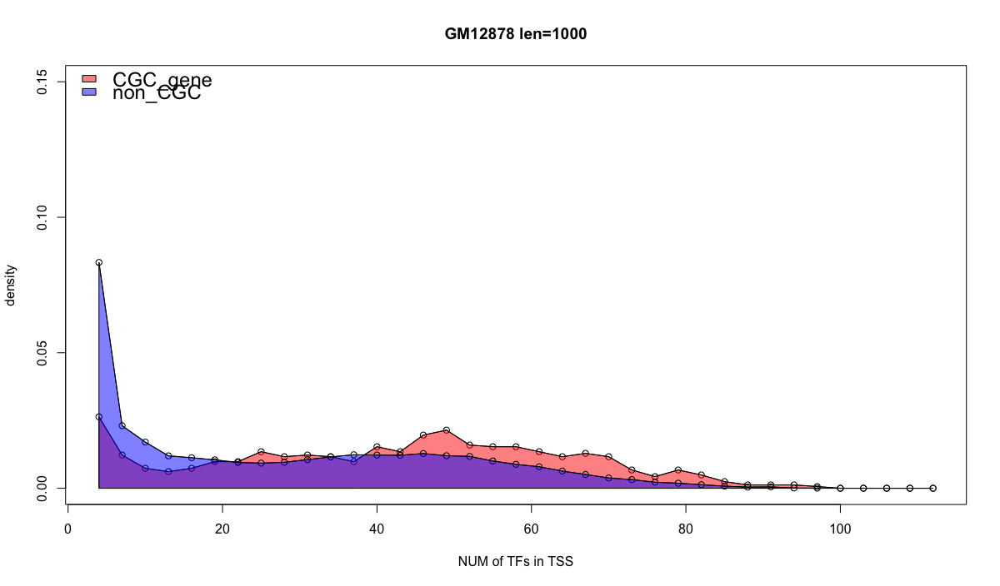 GM12878 len=1000
CGC_gene
non_CGC
0.15
0.10
0.05
0.00
density
0 20 40 60 80 100
NUM of TFs in TSS